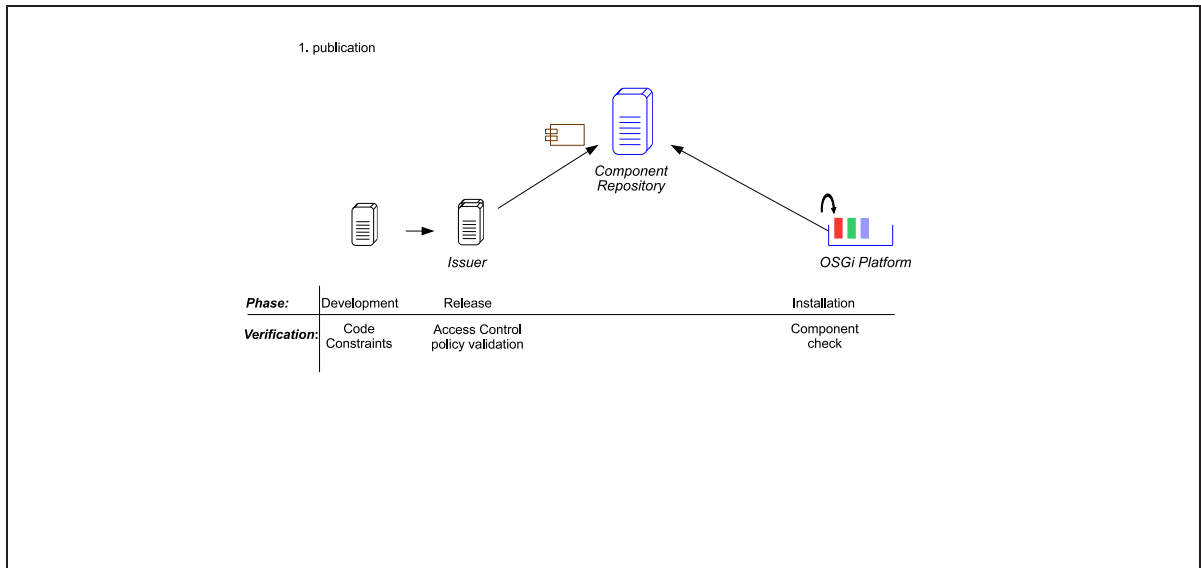 1. publication
Component
Repository
Issuer
OSGi Platform
Phase: Development Release Installation
Verification: Code Constraints Access Control policy validation Component check